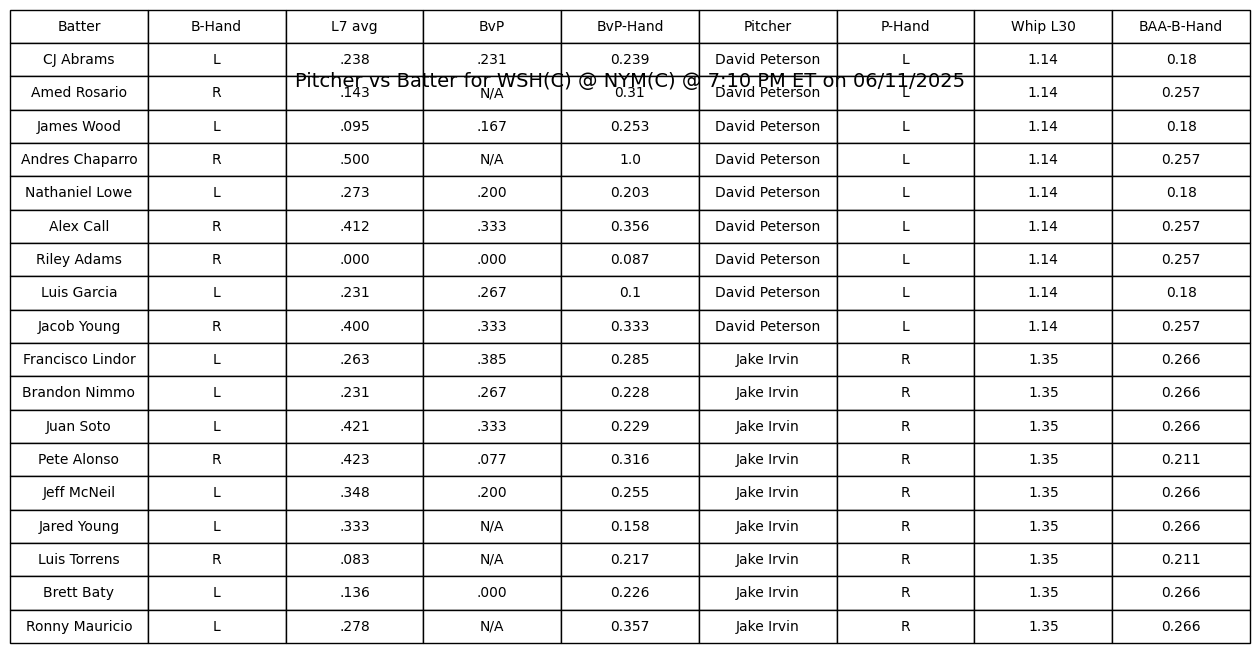 Batter B-Hand L7 avg BvP BvP-Hand Pitcher P-Hand Whip L30 BAA-B-Hand
CJ Abrams L .238 .231 0.239 David Peterson L 1.14 0.18
Pitcher vs Batter for WSH(C) @ NYM(C) @ 7:10 PM ET on 06/11/2025
Amed Rosario R .143 N/A 0.31 David Peterson L 1.14 0.257
James Wood L .095 .167 0.253 David Peterson L 1.14 0.18
Andres Chaparro R .500 N/A 1.0 David Peterson L 1.14 0.257
Nathaniel Lowe L .273 .200 0.203 David Peterson L 1.14 0.18
Alex Call R .412 .333 0.356 David Peterson L 1.14 0.257
Riley Adams R .000 .000 0.087 David Peterson L 1.14 0.257
Luis Garcia L .231 .267 0.1 David Peterson L 1.14 0.18
Jacob Young R .400 .333 0.333 David Peterson L 1.14 0.257
Francisco Lindor L .263 .385 0.285 Jake Irvin R 1.35 0.266
Brandon Nimmo L .231 .267 0.228 Jake Irvin R 1.35 0.266
Juan Soto L .421 .333 0.229 Jake Irvin R 1.35 0.266
Pete Alonso R .423 .077 0.316 Jake Irvin R 1.35 0.211
Jeff McNeil L .348 .200 0.255 Jake Irvin R 1.35 0.266
Jared Young L .333 N/A 0.158 Jake Irvin R 1.35 0.266
Luis Torrens R .083 N/A 0.217 Jake Irvin R 1.35 0.211
Brett Baty L .136 .000 0.226 Jake Irvin R 1.35 0.266
Ronny Mauricio L .278 N/A 0.357 Jake Irvin R 1.35 0.266